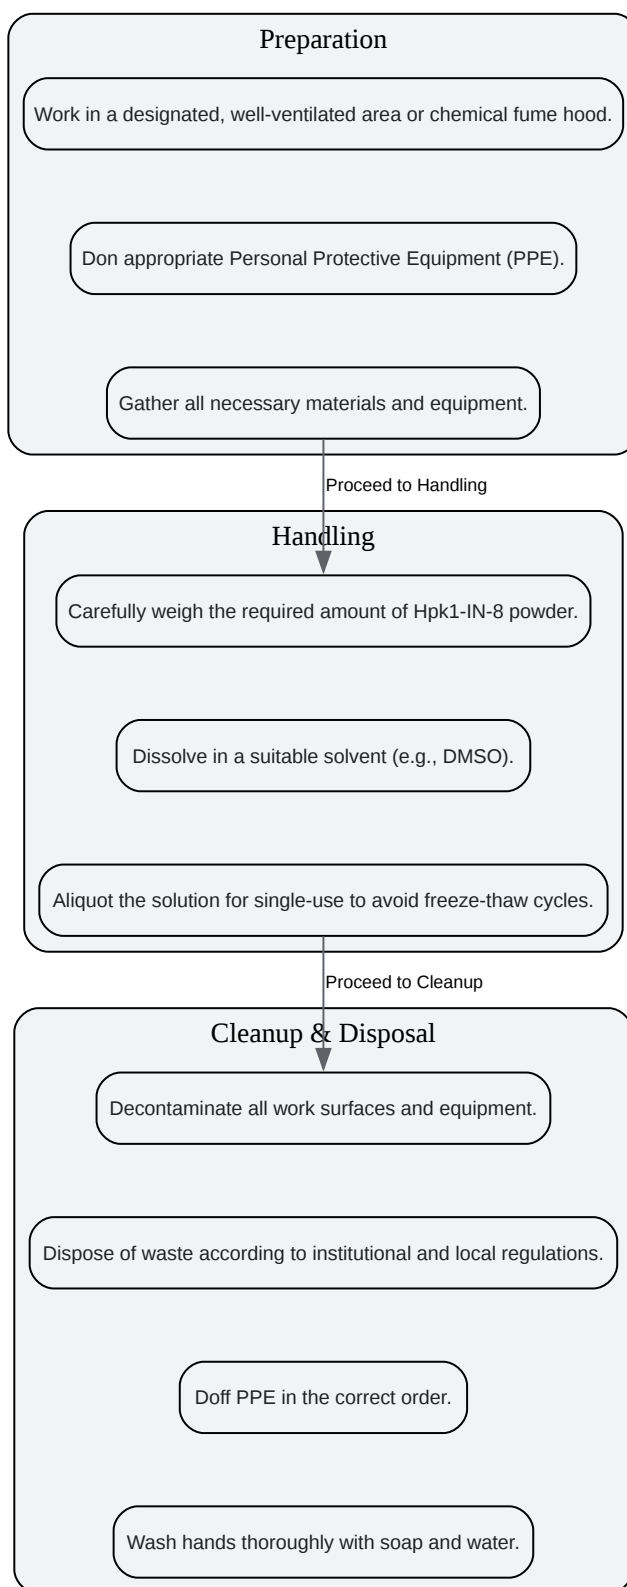 Preparation
Work in a designated, well-ventilated area or chemical fume hood.
Don appropriate Personal Protective Equipment (PPE).
Gather all necessary materials and equipment.
Proceed to Handling
Handling
Carefully weigh the required amount of Hpk1-IN-8 powder.
Dissolve in a suitable solvent (e.g., DMSO).
Aliquot the solution for single-use to avoid freeze-thaw cycles.
Proceed to Cleanup
Cleanup & Disposal
Decontaminate all work surfaces and equipment.
Dispose of waste according to institutional and local regulations.
Doff PPE in the correct order.
Wash hands thoroughly with soap and water.